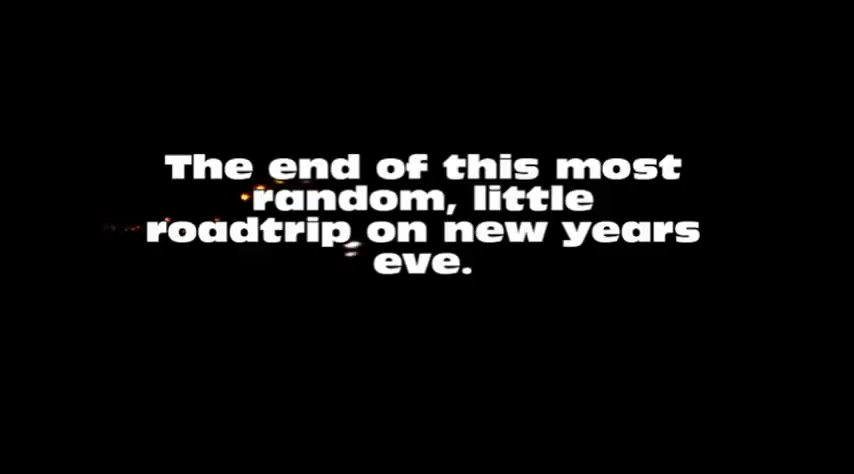 The end of this most
random, little
roadtrip on new years
eve.